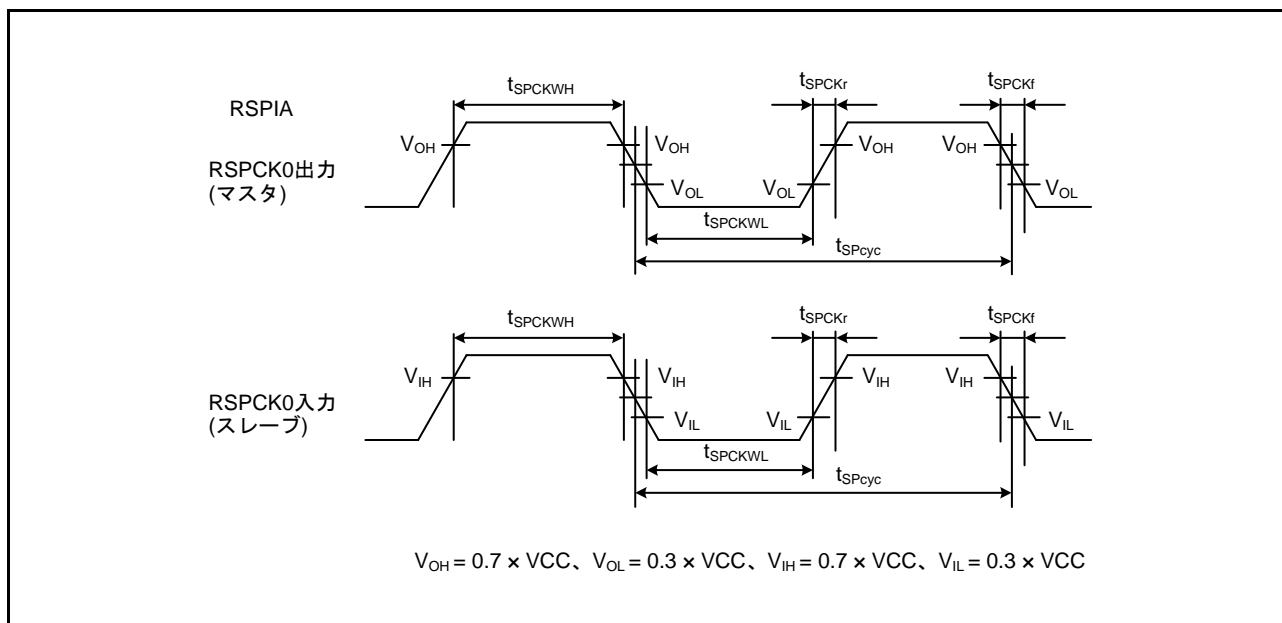 RSPIA
RSPCK0出力
(マスタ)
tSPCKWH
tSPCKr
tSPCKf
VOH
VOH
VOH
VOH
VOL
VOL
VOL
tSPCKWL
tSPcyc
RSPCK0入力
(スレーブ)
tSPCKWH
tSPCKr
tSPCKf
VIH
VIH
VIH
VIH
VIL
VIL
VIL
tSPCKWL
tSPcyc
VOH = 0.7 × VCC、VOL = 0.3 × VCC、VIH = 0.7 × VCC、VIL = 0.3 × VCC